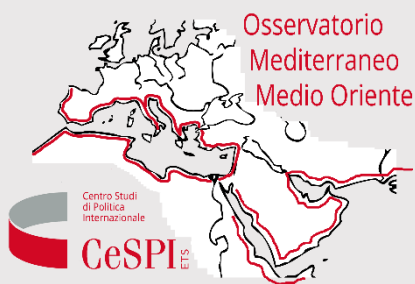 Osservatorio
Mediterraneo
Medio Oriente
Centro Studi
di Politica
Internazionale
CeSPI ETS